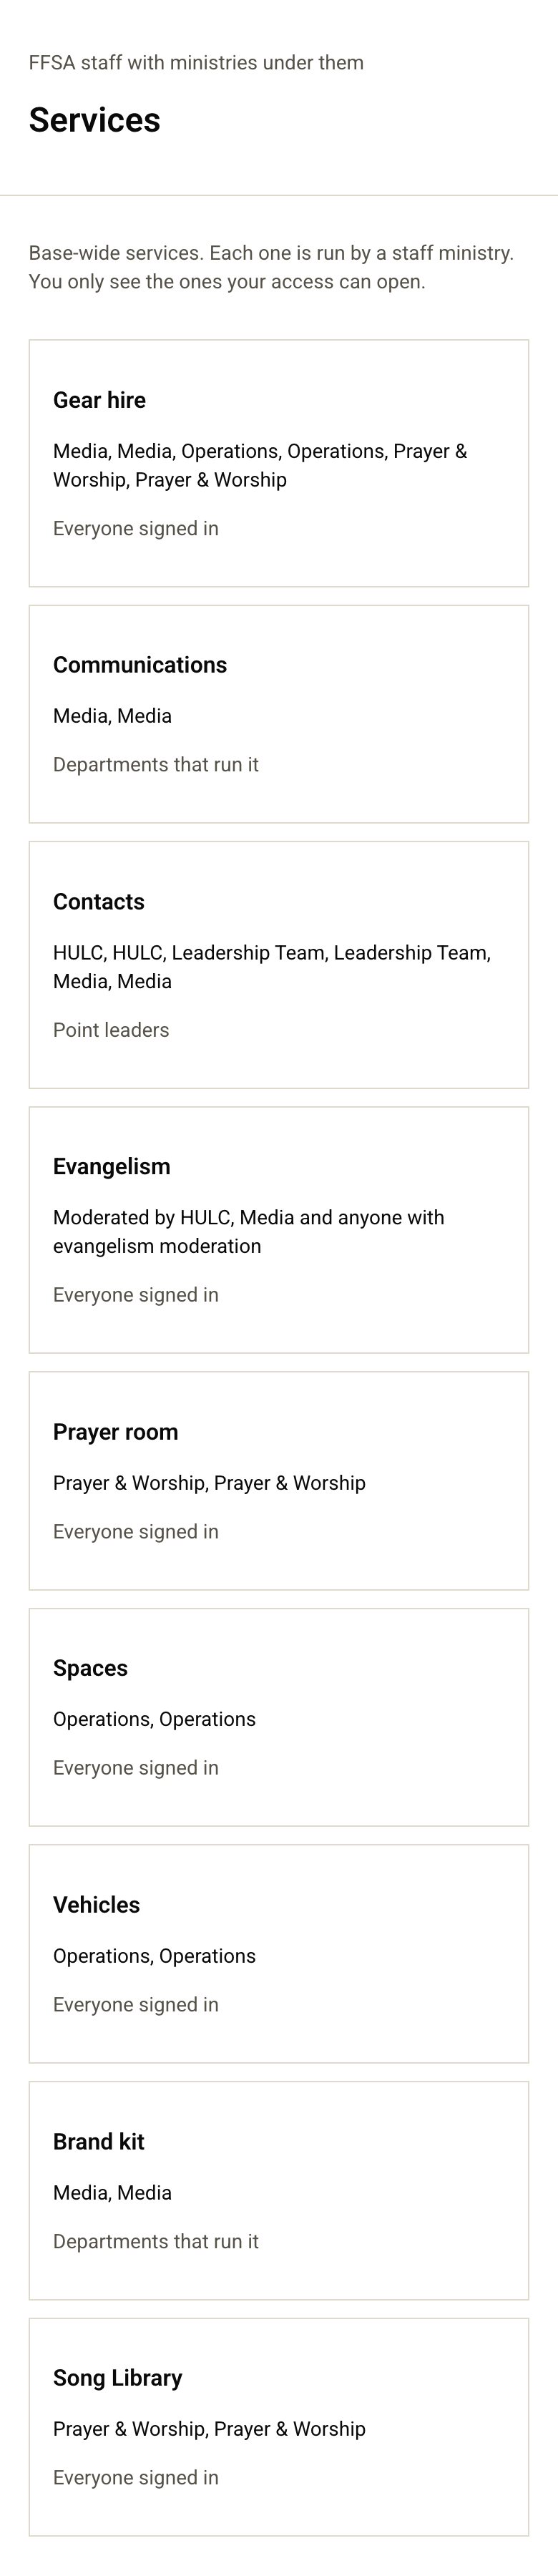 FFSA staff with ministries under them
Services
Base-wide services. Each one is run by a staff ministry.
You only see the ones your access can open.
Gear hire
Media, Media, Operations, Operations, Prayer &
Worship, Prayer & Worship
Everyone signed in
Communications
Media, Media
Departments that run it
Contacts
HULC, HULC, Leadership Team, Leadership Team,
Media, Media
Point leaders
Evangelism
Moderated by HULC, Media and anyone with
evangelism moderation
Everyone signed in
Prayer room
Prayer & Worship, Prayer & Worship
Everyone signed in
Spaces
Operations, Operations
Everyone signed in
Vehicles
Operations, Operations
Everyone signed in
Brand kit
Media, Media
Departments that run it
Song Library
Prayer & Worship, Prayer & Worship
Everyone signed in